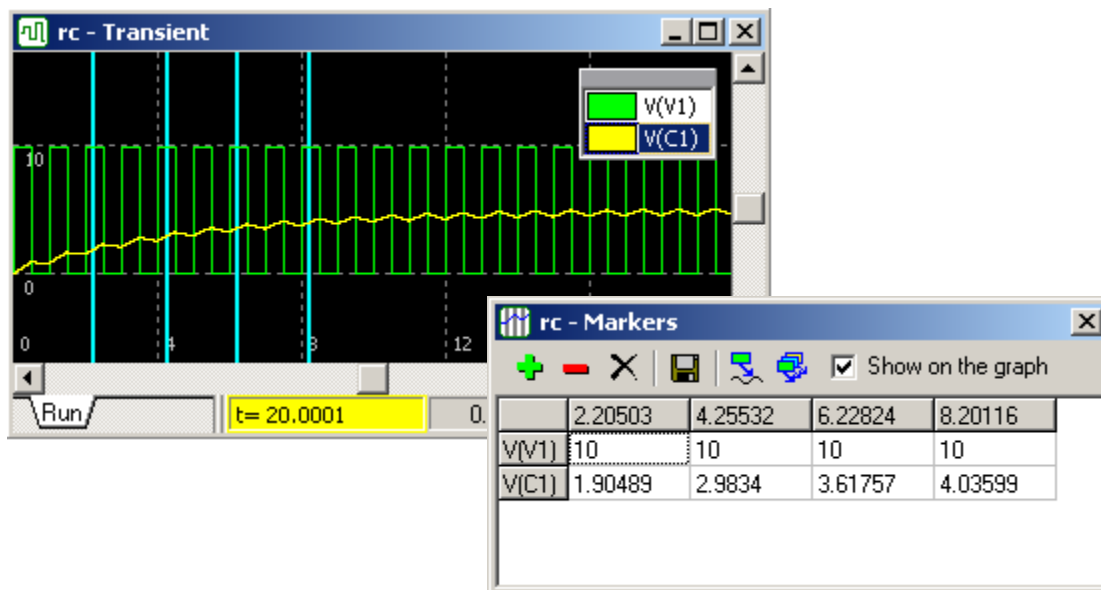 rc - Transient
V(V1)
V(C1)
10
0
0 4 8 12
Run t= 20.0001 0.
rc - Markers
Show on the graph
2.20503 4.25532 6.22824 8.20116
V(V1) 10 10 10 10
V(C1) 1.90489 2.9834 3.61757 4.03599